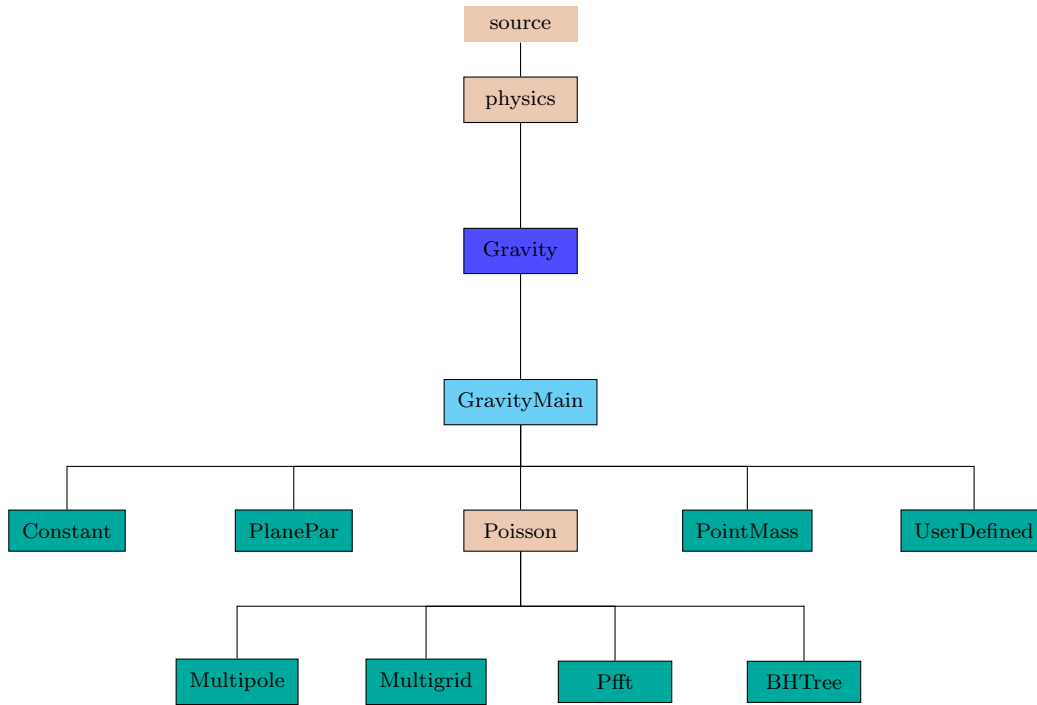 source
physics
Gravity
GravityMain
Constant PlanePar Poisson PointMass UserDefined
Multipole Multigrid Pfft BHTree